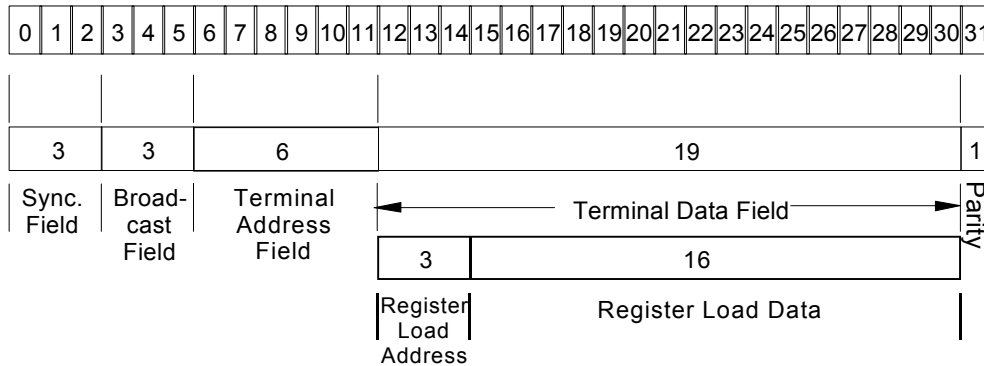 0 1 2 3 4 5 6 7 8 9 10 11 12 13 14 15 16 17 18 19 20 21 22 23 24 25 26 27 28 29 30 31
3 3 6 19 1
Sync.
Field
Broad-
cast
Field
Terminal
Address
Field
Terminal Data Field
Parity
3 16
Register
Load
Address
Register Load Data